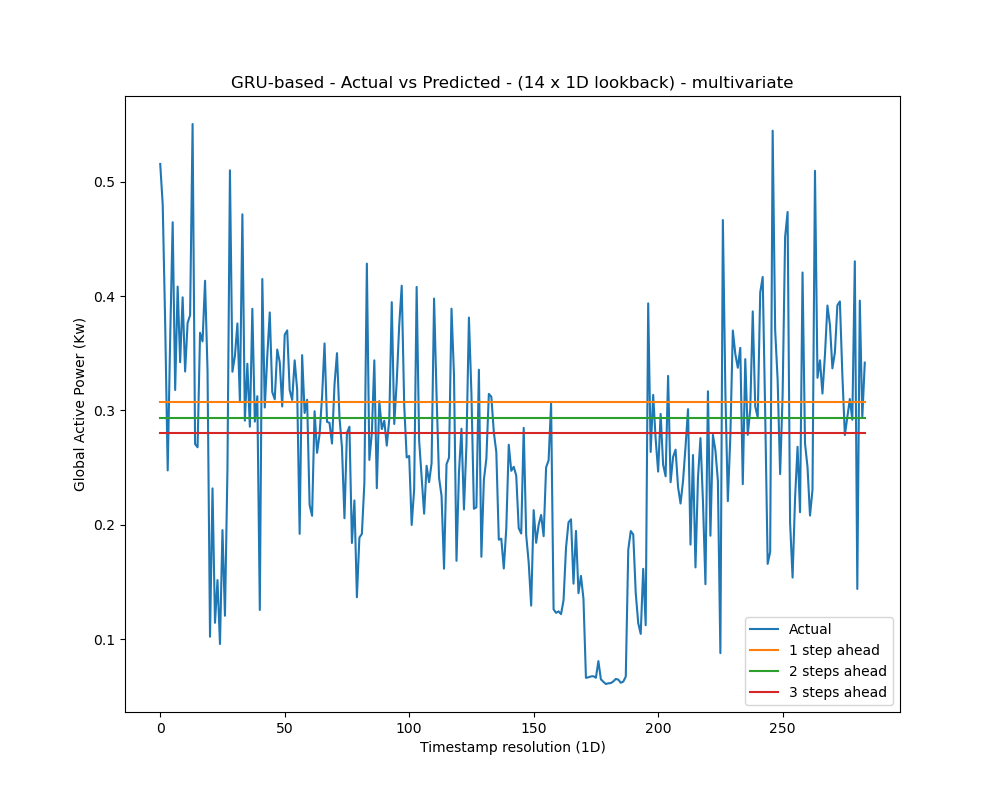 GRU-based - Actual vs Predicted - (14 x 1D lookback) - multivariate
Global Active Power (Kw)
0.5
0.4
0.3
0.2
0.1
Actual
1 step ahead
2 steps ahead
3 steps ahead
0 50 100 150 200 250
Timestamp resolution (1D)